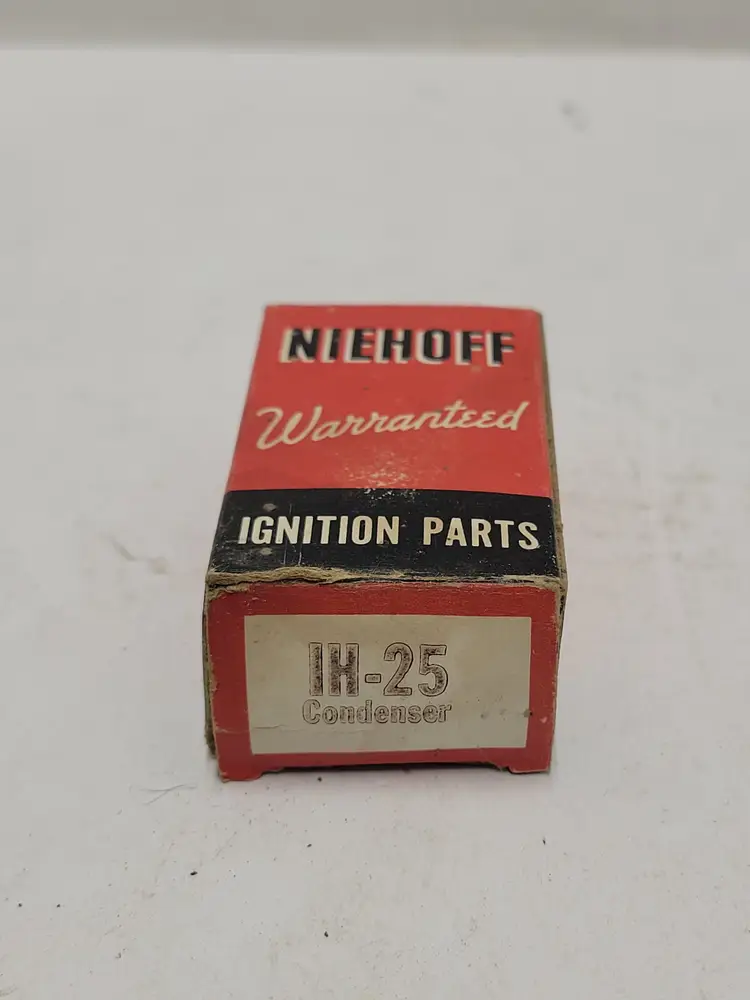 NIEHOFF
Warranteed
IGNITION PARTS
IH-25
Condenser